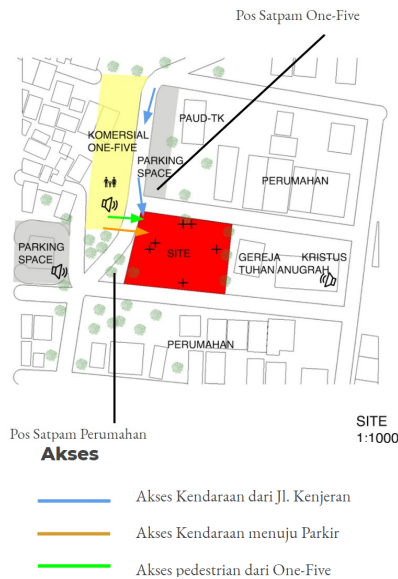 Pos Satpam One-Five
PAUD-TK
KOMERSIAL
ONE-FIVE
PARKING
SPACE
PERUMAHAN
SITE
PARKING
SPACE
GEREJA KRISTUS
TUHAN ANUGRAH
PERUMAHAN
SITE
1:1000
Pos Satpam Perumahan
Akses
Akses Kendaraan dari Jl. Kenjeran
Akses Kendaraan menuju Parkir
Akses pedestrian dari One-Five